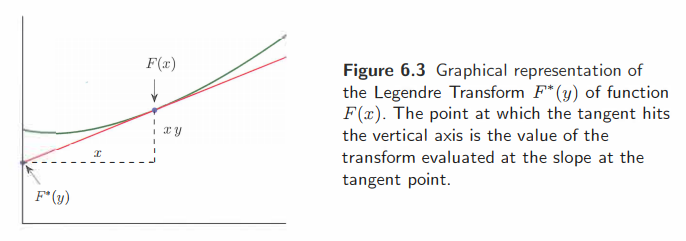 F(x)
x y
x
F*(y)
Figure 6.3 Graphical representation of
the Legendre Transform F*(y) of function
F(x). The point at which the tangent hits
the vertical axis is the value of the
transform evaluated at the slope at the
tangent point.